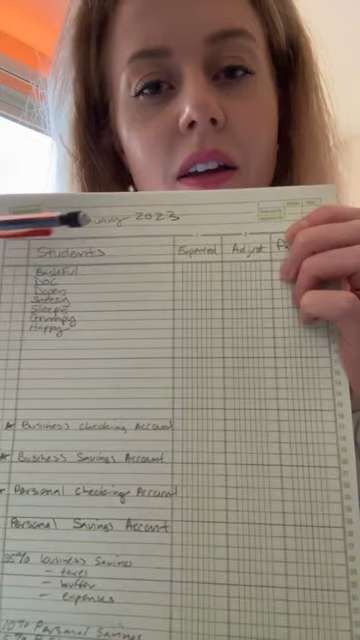 2023
Students Expected Adjust
Bashful
Doc
Dopey
Sneezy
Sleepy
Grumpy
Happy
Business Checking Account
Business Savings Account
Personal Checking Account
Personal Savings Account
35% business Savings
- taxes
- buffer
- expenses
10% Personal Savings